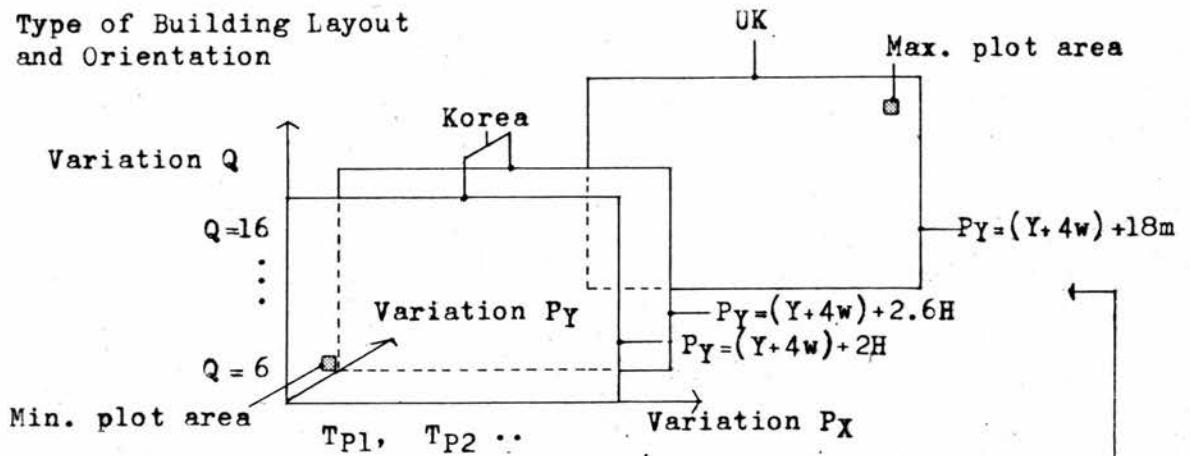 Type of Building Layout
and Orientation
UK
Max. plot area
Korea
Variation Q
Q=16
PY=(Y+4w)+18m
Variation PY
PY=(Y+4w)+2.6H
PY=(Y+4w)+2H
Q=6
Min. plot area
Variation PX
TP1, TP2 ··